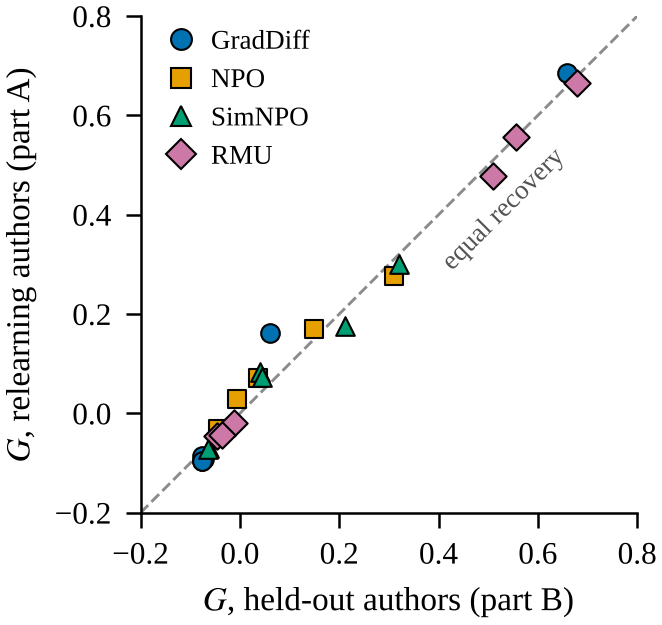 G, relearning authors (part A)
0.8
0.6
0.4
0.2
0.0
−0.2
GradDiff
NPO
SimNPO
RMU
equal recovery
−0.2 0.0 0.2 0.4 0.6 0.8
G, held-out authors (part B)